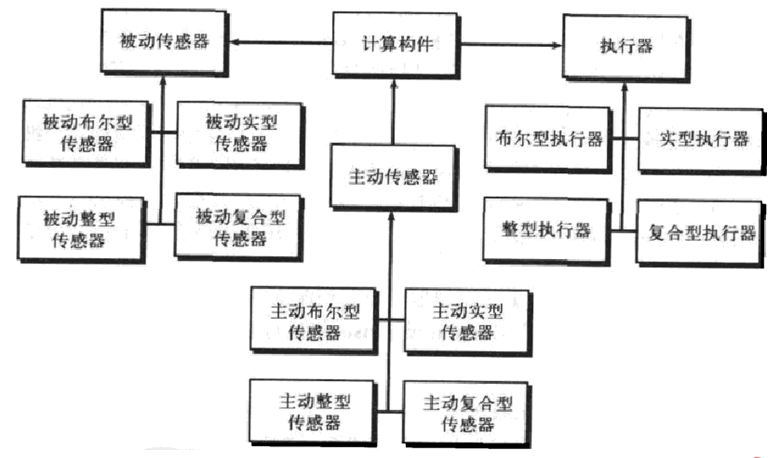 被动传感器
计算构件
执行器
被动布尔型
传感器
被动实型
传感器
布尔型执行器
实型执行器
主动传感器
被动整型
传感器
被动复合型
传感器
整型执行器
复合型执行器
主动布尔型
传感器
主动实型
传感器
主动整型
传感器
主动复合型
传感器